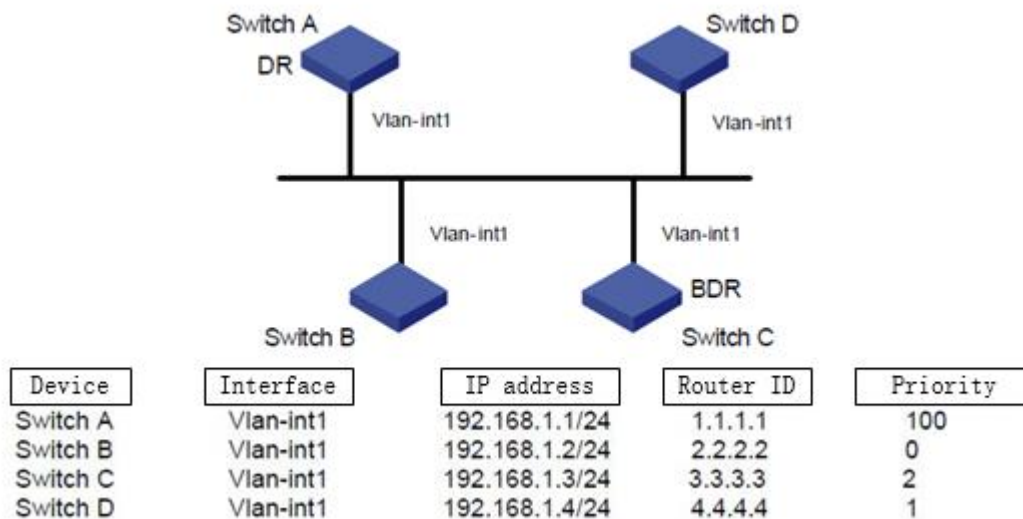 Switch A
Switch D
DR
Vlan-int1
Vlan-int1
Vlan-int1
Vlan-int1
BDR
Switch B
Switch C
Device Interface IP address Router ID Priority
Switch A Vlan-int1 192.168.1.1/24 1.1.1.1 100
Switch B Vlan-int1 192.168.1.2/24 2.2.2.2 0
Switch C Vlan-int1 192.168.1.3/24 3.3.3.3 2
Switch D Vlan-int1 192.168.1.4/24 4.4.4.4 1